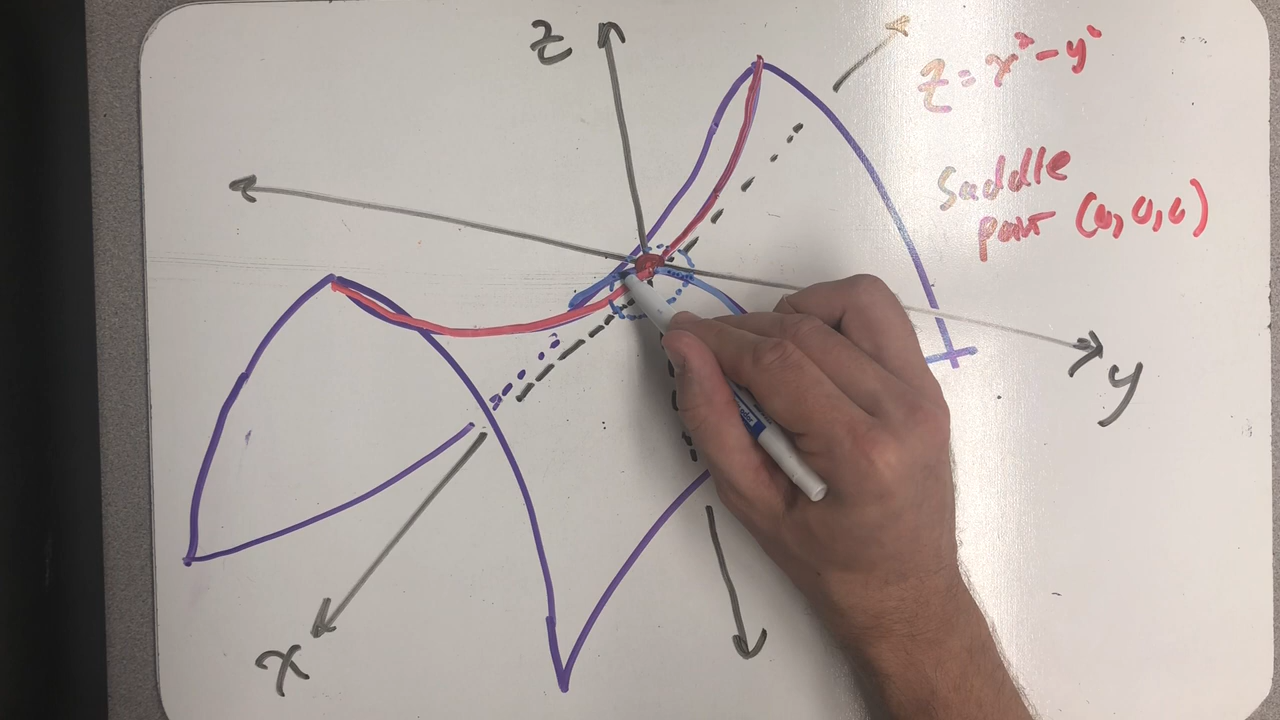 z
z = x² - y²
Saddle
point (0,0,0)
y
x